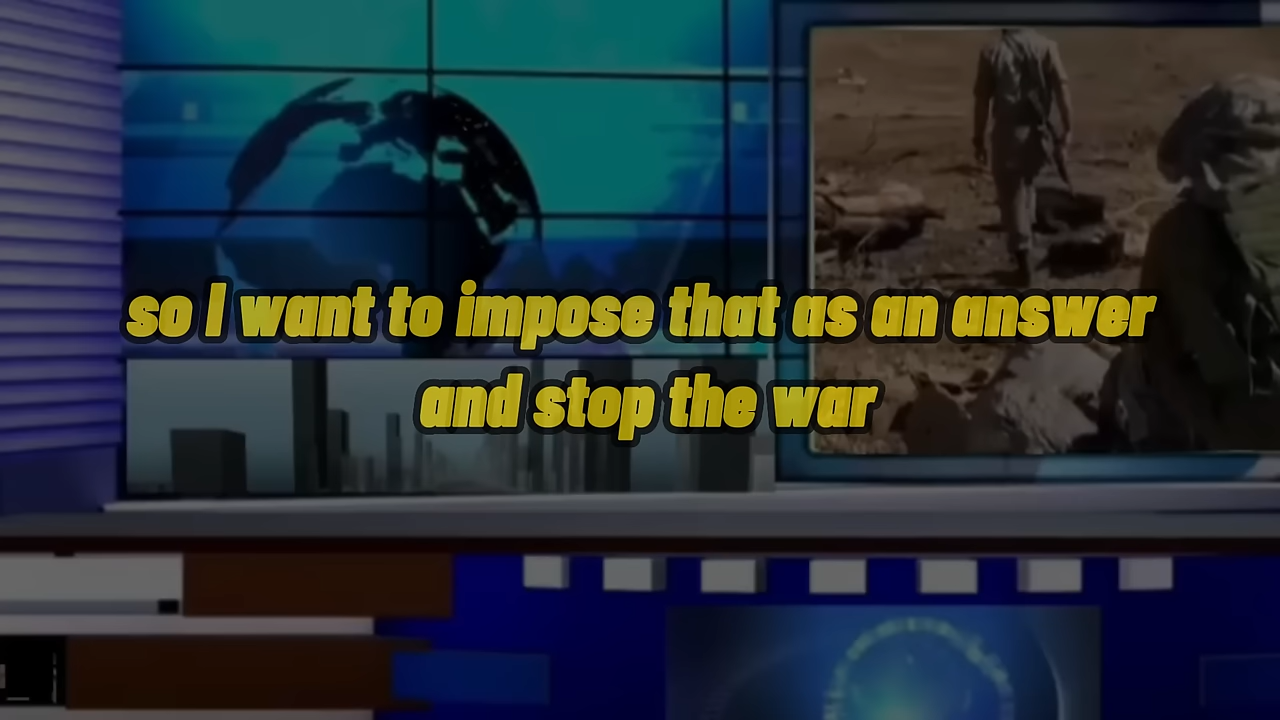 so I want to impose that as an answer
and stop the war